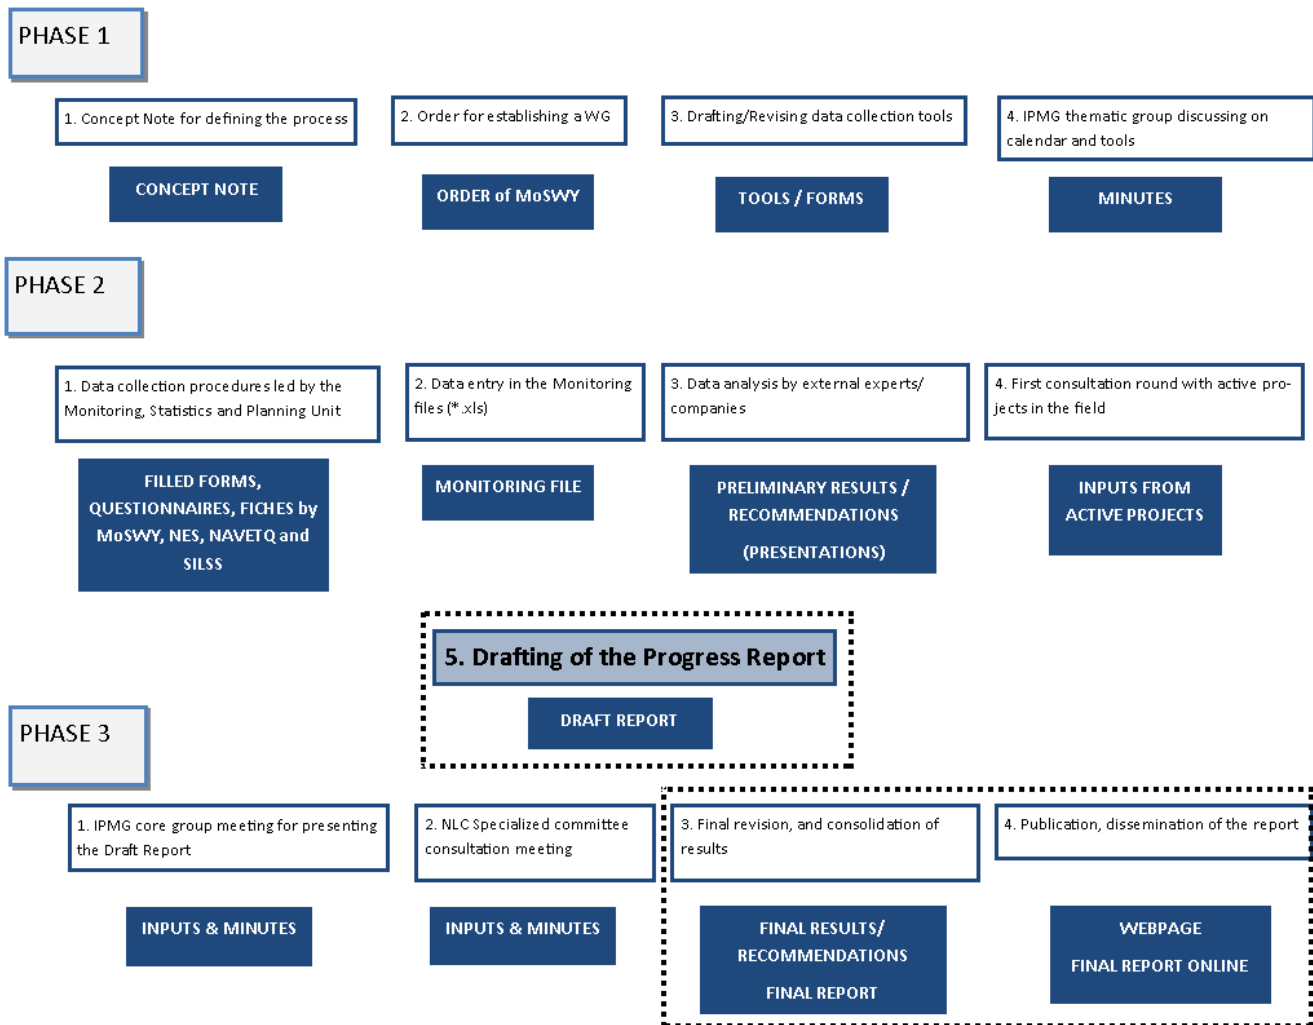 PHASE 1
1. Concept Note for defining the process
2. Order for establishing a WG
3. Drafting/Revising data collection tools
4. IPMG thematic group discussing on
calendar and tools
CONCEPT NOTE
ORDER of MoSWY
TOOLS / FORMS
MINUTES
PHASE 2
1. Data collection procedures led by the
Monitoring, Statistics and Planning Unit
2. Data entry in the Monitoring
files (*.xls)
3. Data analysis by external experts/
companies
4. First consultation round with active pro-
jects in the field
FILLED FORMS,
QUESTIONNAIRES, FICHES by
MoSWY, NES, NAVETQ and
SILSS
MONITORING FILE
PRELIMINARY RESULTS /
RECOMMENDATIONS
(PRESENTATIONS)
INPUTS FROM
ACTIVE PROJECTS
5. Drafting of the Progress Report
DRAFT REPORT
PHASE 3
1. IPMG core group meeting for presenting
the Draft Report
2. NLC Specialized committee
consultation meeting
3. Final revision, and consolidation of
results
4. Publication, dissemination of the report
INPUTS & MINUTES
INPUTS & MINUTES
FINAL RESULTS/
RECOMMENDATIONS
FINAL REPORT
WEBPAGE
FINAL REPORT ONLINE